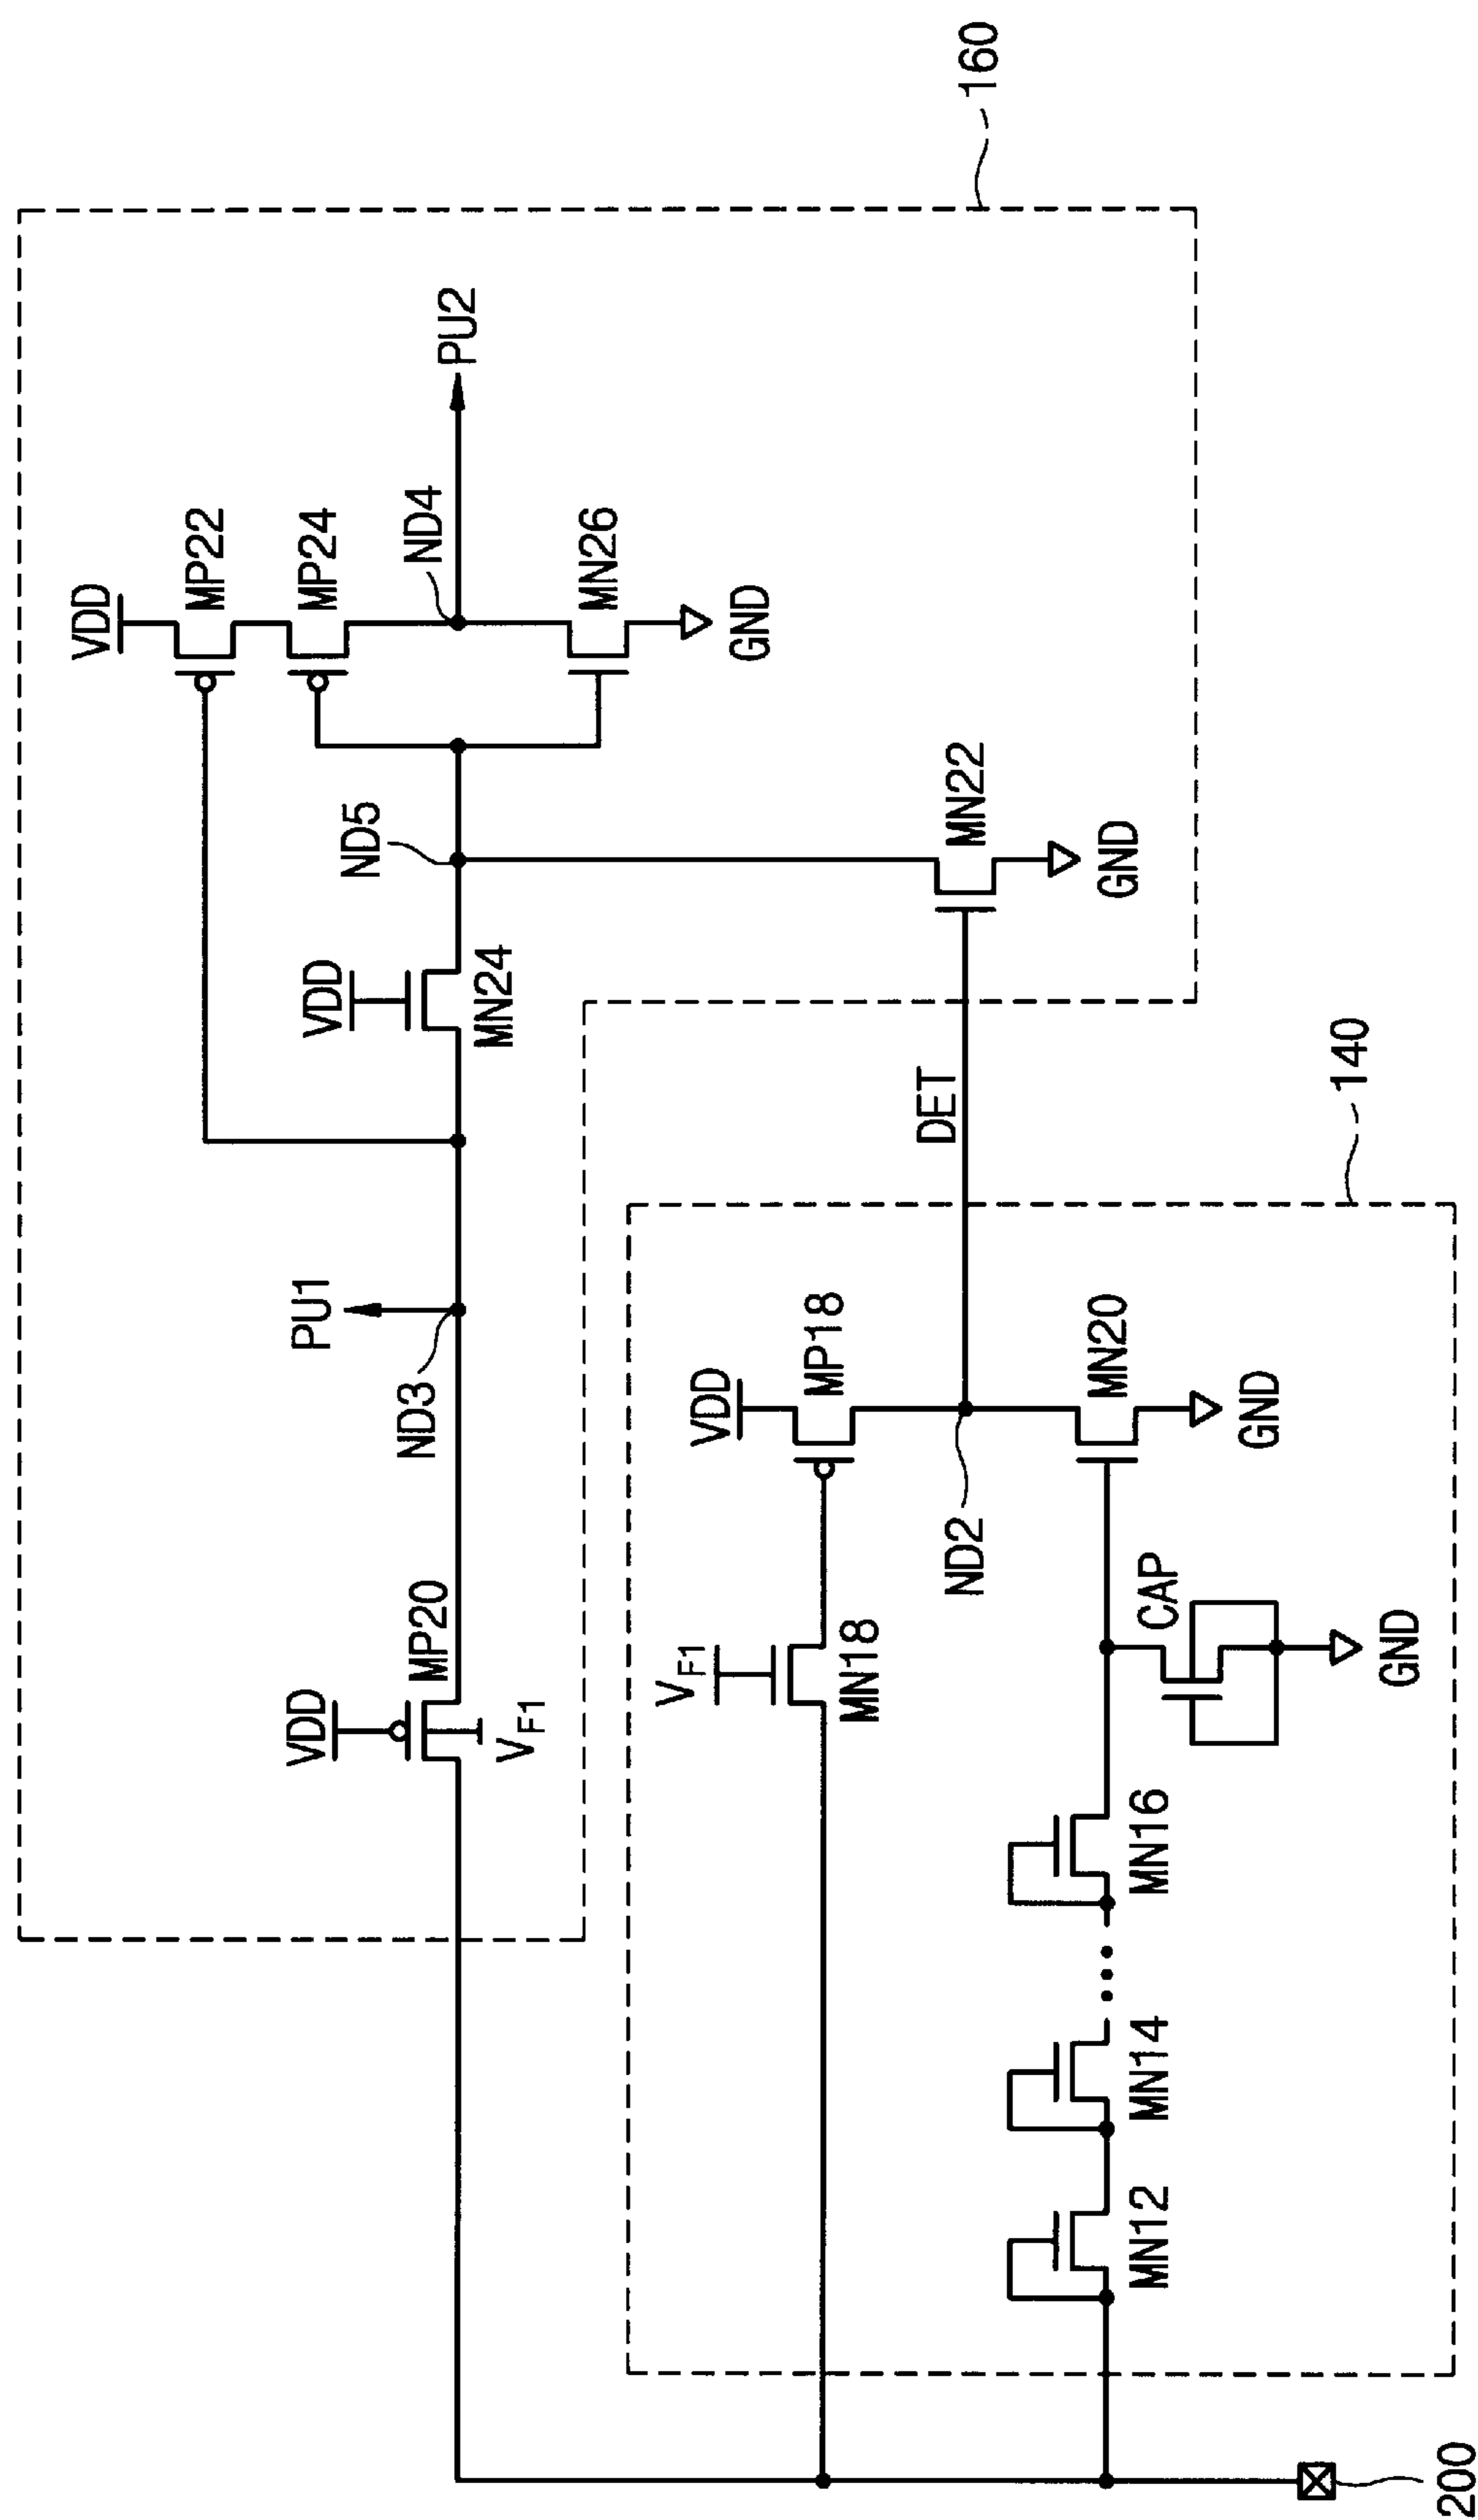 160
VDD
MP22
MP24
ND4
PU2
MN26
GND
ND5
VDD
MN24
MN22
GND
PU1
ND3
DET
140
VDD
MP20
VF1
VDD
MP18
VF1
MN18
ND2
MN20
GND
CAP
GND
MN12
MN14
MN16
200